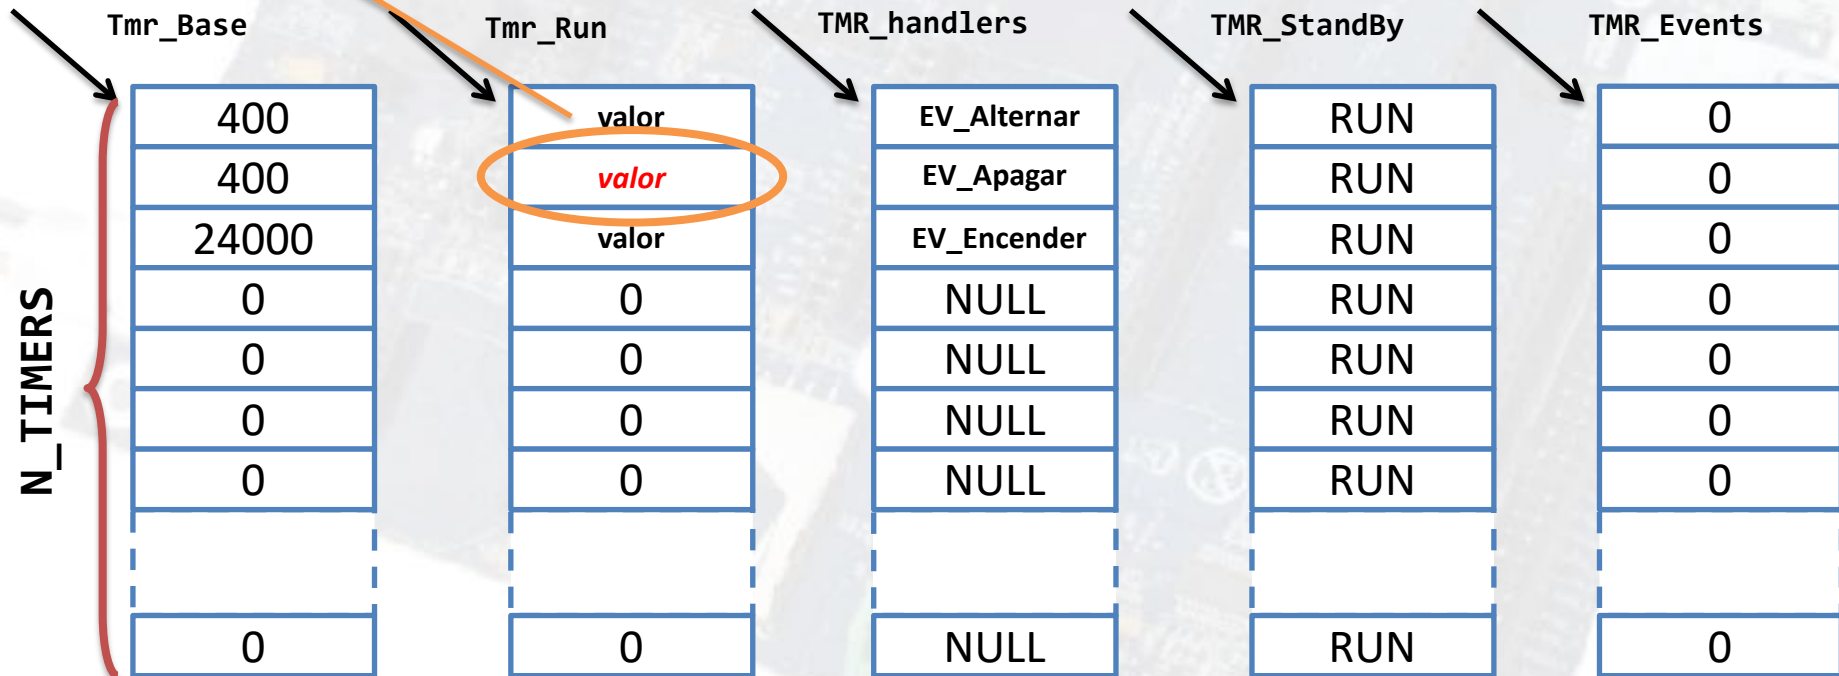 Tmr_Base Tmr_Run TMR_handlers TMR_StandBy TMR_Events
400 valor EV_Alternar RUN 0
400 valor EV_Apagar RUN 0
24000 valor EV_Encender RUN 0
0 0 NULL RUN 0
0 0 NULL RUN 0
0 0 NULL RUN 0
0 0 NULL RUN 0
0 0 NULL RUN 0
N_TIMERS